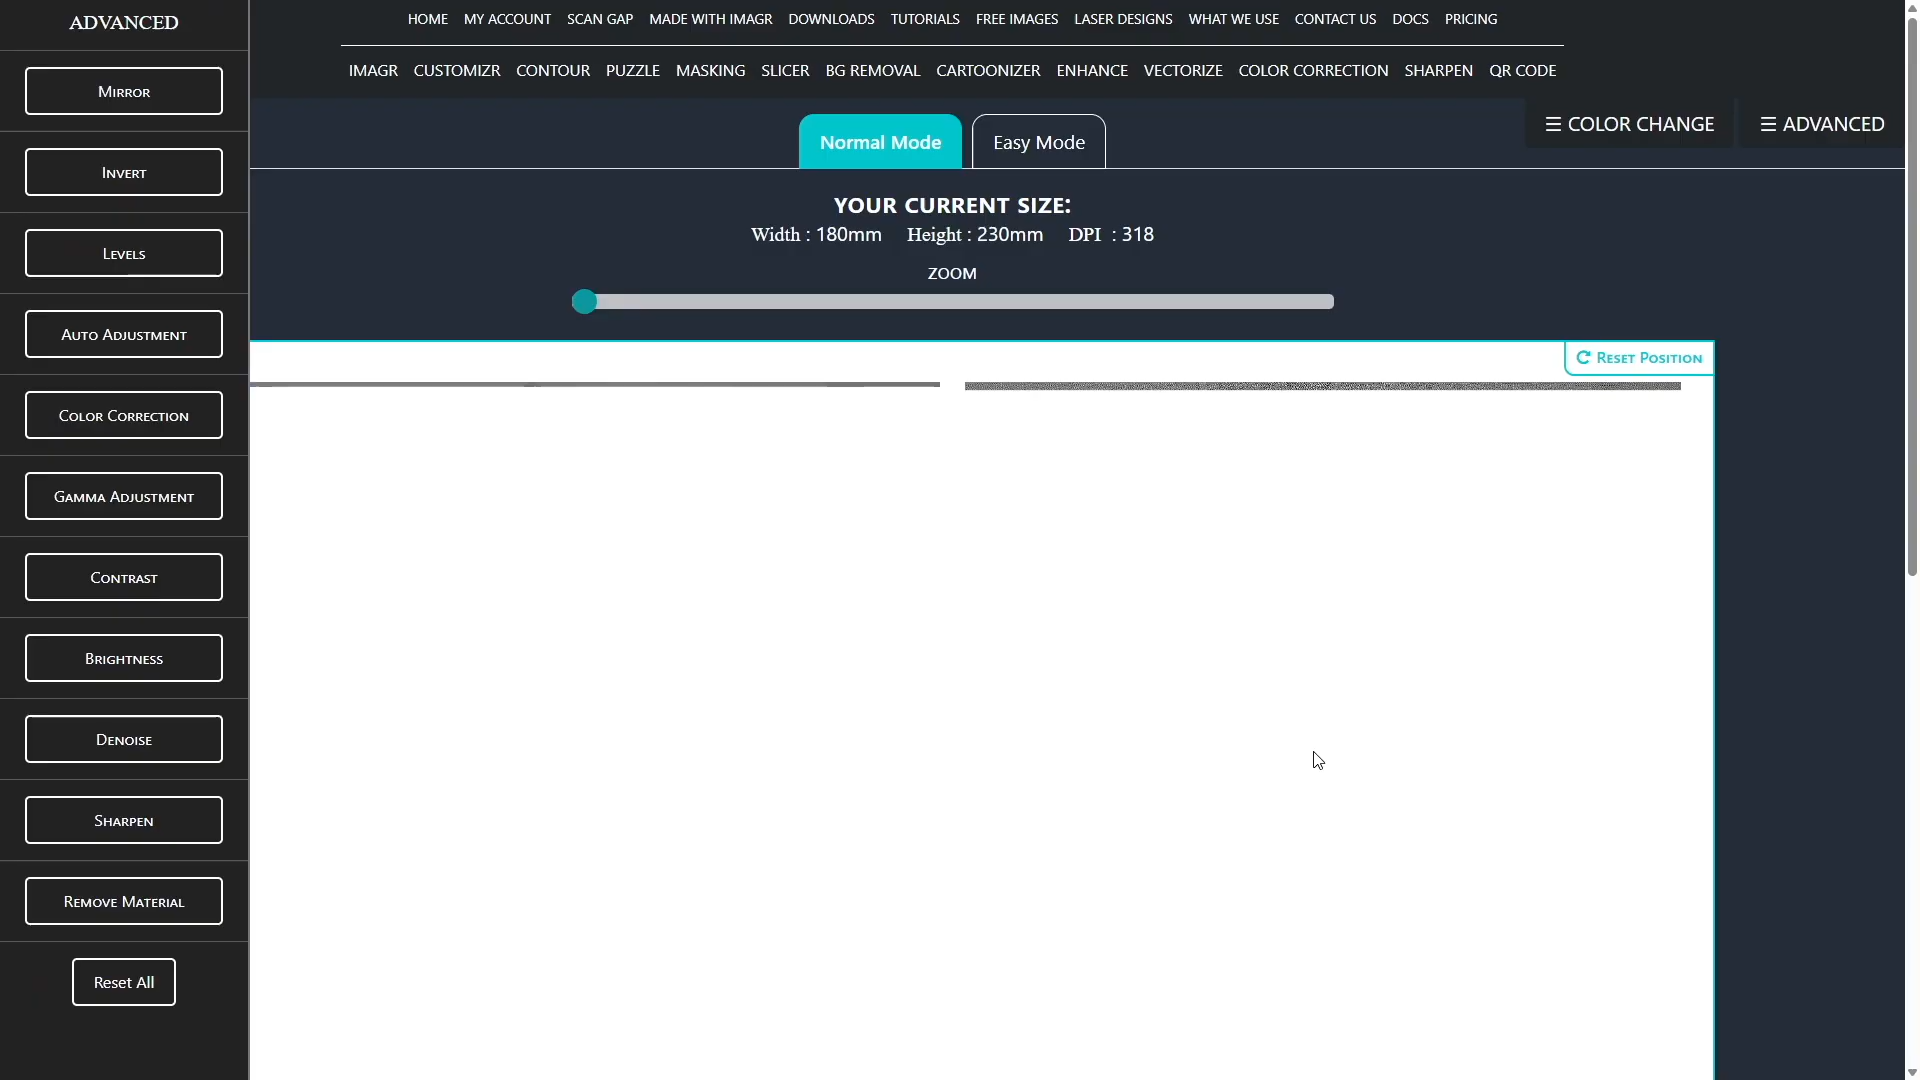 ADVANCED
Mirror
Invert
Levels
Auto Adjustment
Color Correction
Gamma Adjustment
Contrast
Brightness
Denoise
Sharpen
Remove Material
Reset All
HOME MY ACCOUNT SCAN GAP MADE WITH IMAGR DOWNLOADS TUTORIALS FREE IMAGES LASER DESIGNS WHAT WE USE CONTACT US DOCS PRICING
IMAGR CUSTOMIZR CONTOUR PUZZLE MASKING SLICER BG REMOVAL CARTOONIZER ENHANCE VECTORIZE COLOR CORRECTION SHARPEN QR CODE
☰ COLOR CHANGE ☰ ADVANCED
Normal Mode Easy Mode
YOUR CURRENT SIZE:
Width : 180mm Height : 230mm DPI : 318
ZOOM
Reset Position